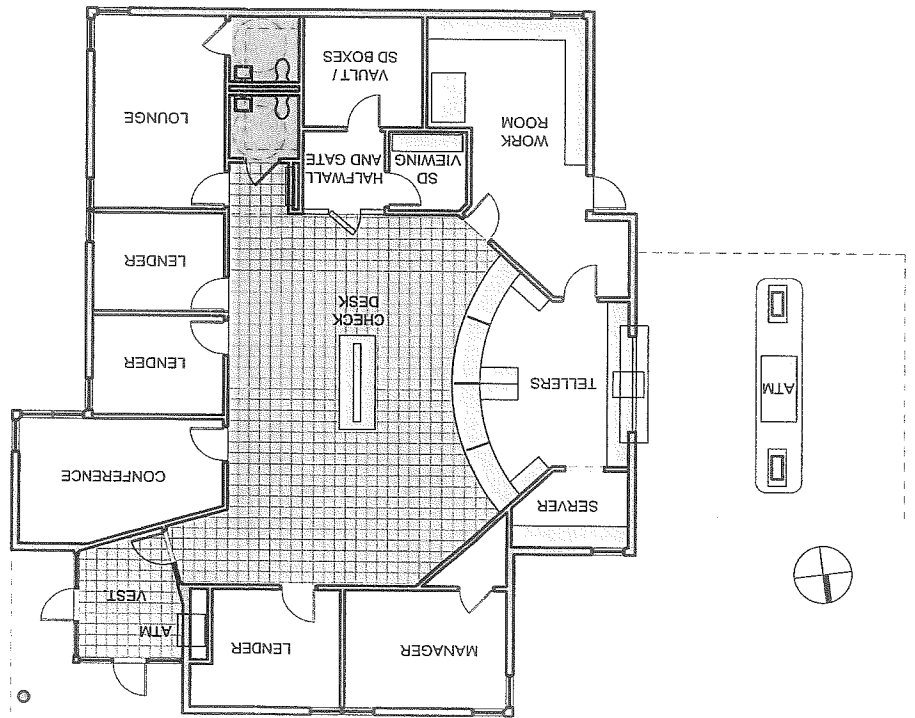 MANAGER
LENDER
ATM
VEST
SERVER
CONFERENCE
ATM
TELLERS
LENDER
CHECK
DESK
LENDER
WORK
ROOM
SD
VIEWING
HALFWALL
AND GATE
LOUNGE
VAULT /
SD BOXES